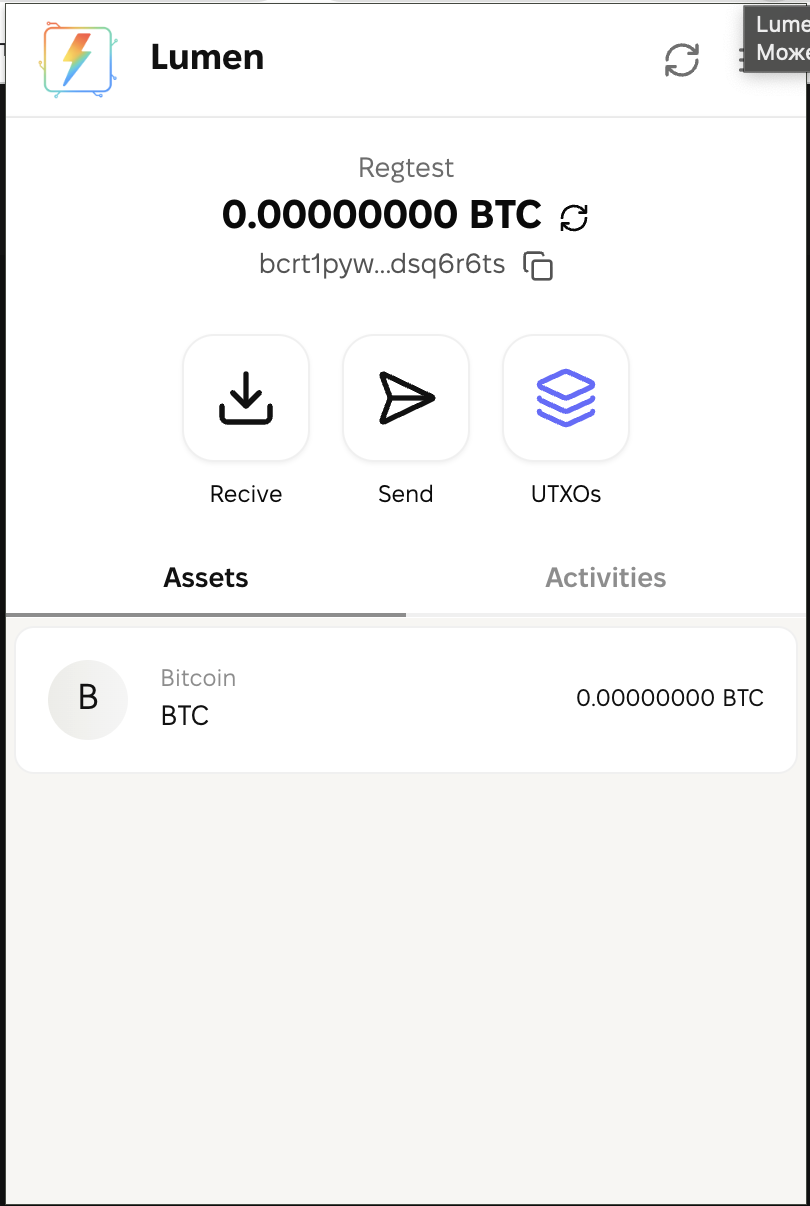 Lumen
Lume
Може
Regtest
0.00000000 BTC
bcrt1pyw...dsq6r6ts
Recive
Send
UTXOs
Assets
Activities
B
Bitcoin
BTC
0.00000000 BTC